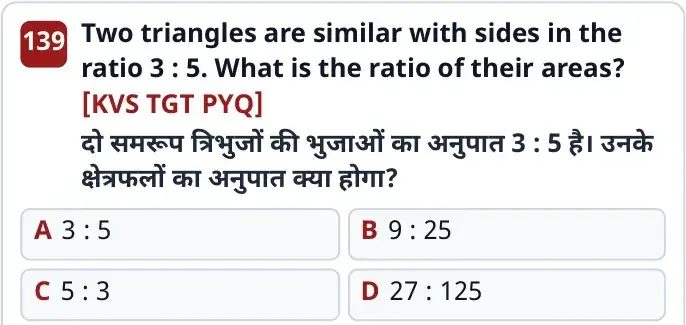 139 Two triangles are similar with sides in the
ratio 3 : 5. What is the ratio of their areas?
[KVS TGT PYQ]
दो समरूप त्रिभुजों की भुजाओं का अनुपात 3 : 5 है। उनके
क्षेत्रफलों का अनुपात क्या होगा?
A 3 : 5
B 9 : 25
C 5 : 3
D 27 : 125